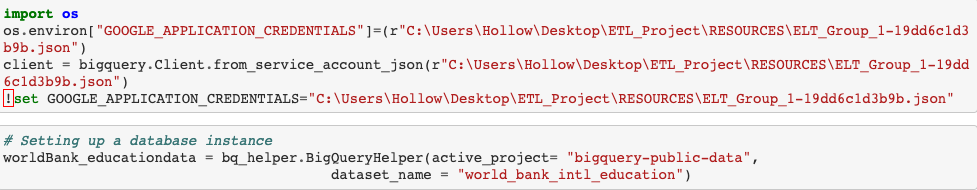 import os
os.environ["GOOGLE_APPLICATION_CREDENTIALS"]=(r"C:\Users\Hollow\Desktop\ETL_Project\RESOURCES\ELT_Group_1-19dd6c1d3
b9b.json")
client = bigquery.Client.from_service_account_json(r"C:\Users\Hollow\Desktop\ETL_Project\RESOURCES\ELT_Group_1-19dd
6c1d3b9b.json")
!set GOOGLE_APPLICATION_CREDENTIALS="C:\Users\Hollow\Desktop\ETL_Project\RESOURCES\ELT_Group_1-19dd6c1d3b9b.json"
# Setting up a database instance
worldBank_educationdata = bq_helper.BigQueryHelper(active_project= "bigquery-public-data",
dataset_name = "world_bank_intl_education")